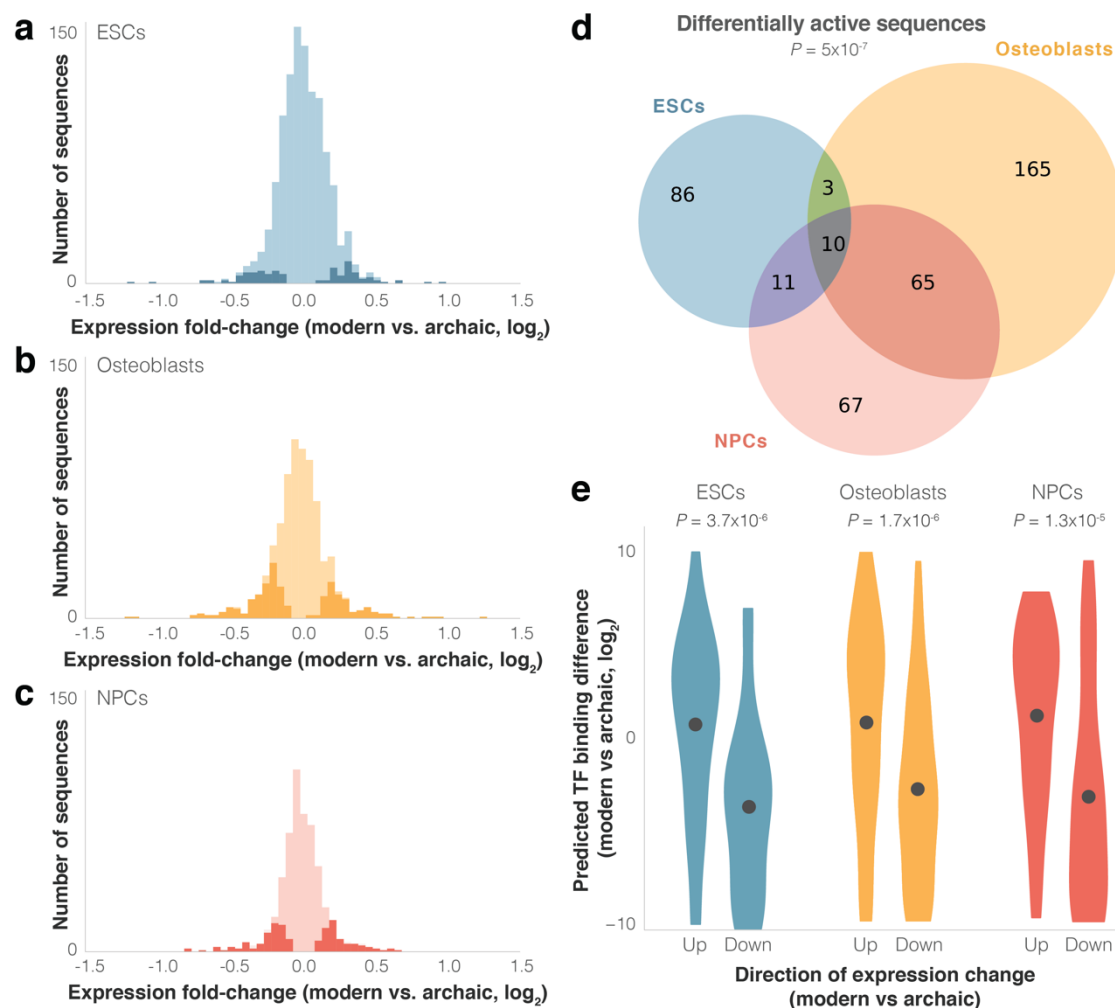 a
ESCs
150
Number of sequences
0
-1.5 -1.0 -0.5 0.0 0.5 1.0 1.5
Expression fold-change (modern vs. archaic, log₂)
b
Osteoblasts
150
Number of sequences
0
-1.5 -1.0 -0.5 0.0 0.5 1.0 1.5
Expression fold-change (modern vs. archaic, log₂)
c
NPCs
150
Number of sequences
0
-1.5 -1.0 -0.5 0.0 0.5 1.0 1.5
Expression fold-change (modern vs. archaic, log₂)
d
Differentially active sequences
P = 5x10⁻⁷
Osteoblasts
ESCs
165
3
86
10
11
65
67
NPCs
e
ESCs Osteoblasts NPCs
P = 3.7x10⁻⁶ P = 1.7x10⁻⁶ P = 1.3x10⁻⁵
Predicted TF binding difference
(modern vs archaic, log₂)
10
0
−10
Up Down Up Down Up Down
Direction of expression change
(modern vs archaic)